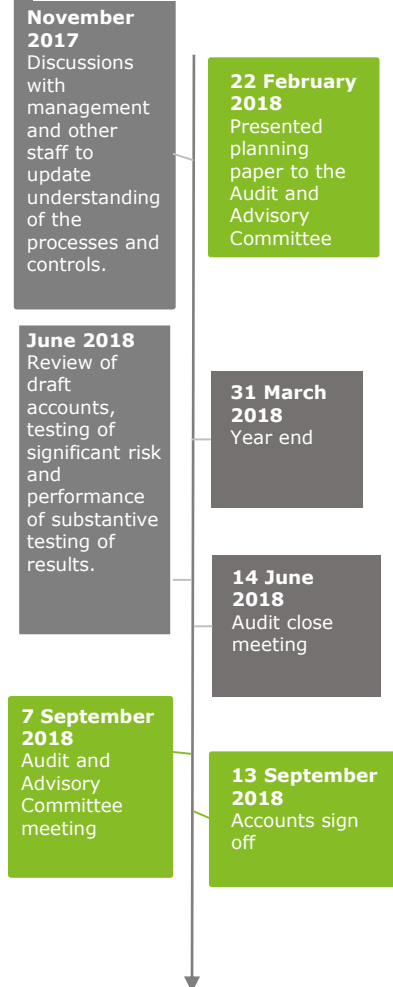 November
2017
Discussions
with
management
and other
staff to
update
understanding
of the
processes and
controls.
22 February
2018
Presented
planning
paper to the
Audit and
Advisory
Committee
June 2018
Review of
draft
accounts,
testing of
significant risk
and
performance
of substantive
testing of
results.
31 March
2018
Year end
14 June
2018
Audit close
meeting
7 September
2018
Audit and
Advisory
Committee
meeting
13 September
2018
Accounts sign
off